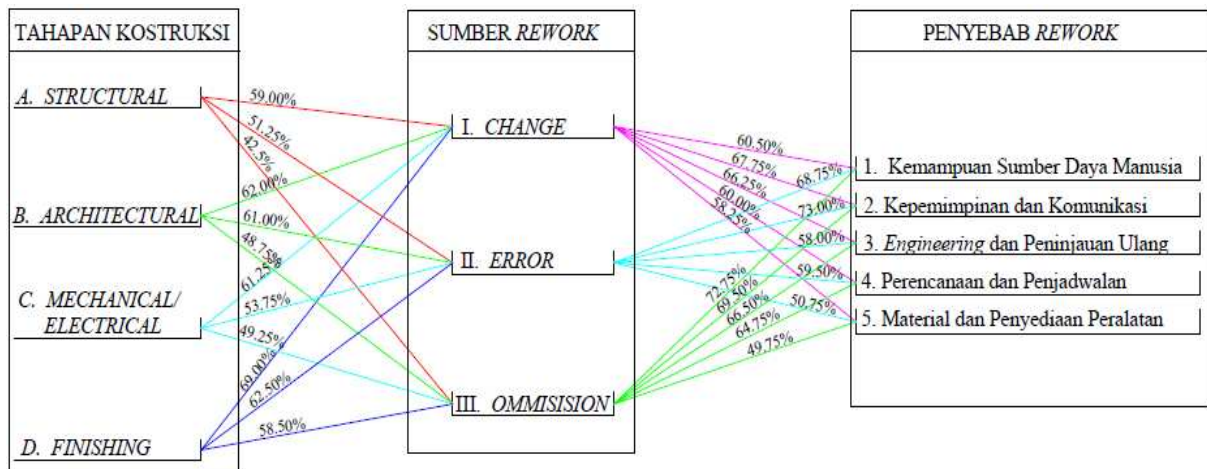 TAHAPAN KOSTRUKSI
A. STRUCTURAL
B. ARCHITECTURAL
C. MECHANICAL/
ELECTRICAL
D. FINISHING
59.00%
51.25%
42.5%
62.00%
61.00%
48.75%
61.25%
53.75%
49.25%
69.00%
62.50%
58.50%
SUMBER REWORK
I. CHANGE
II. ERROR
III. OMMISISION
60.50%
67.75%
66.25%
60.00%
58.25%
68.75%
73.00%
58.00%
59.50%
50.75%
72.75%
69.50%
66.50%
64.75%
49.75%
PENYEBAB REWORK
1. Kemampuan Sumber Daya Manusia
2. Kepemimpinan dan Komunikasi
3. Engineering dan Peninjauan Ulang
4. Perencanaan dan Penjadwalan
5. Material dan Penyediaan Peralatan